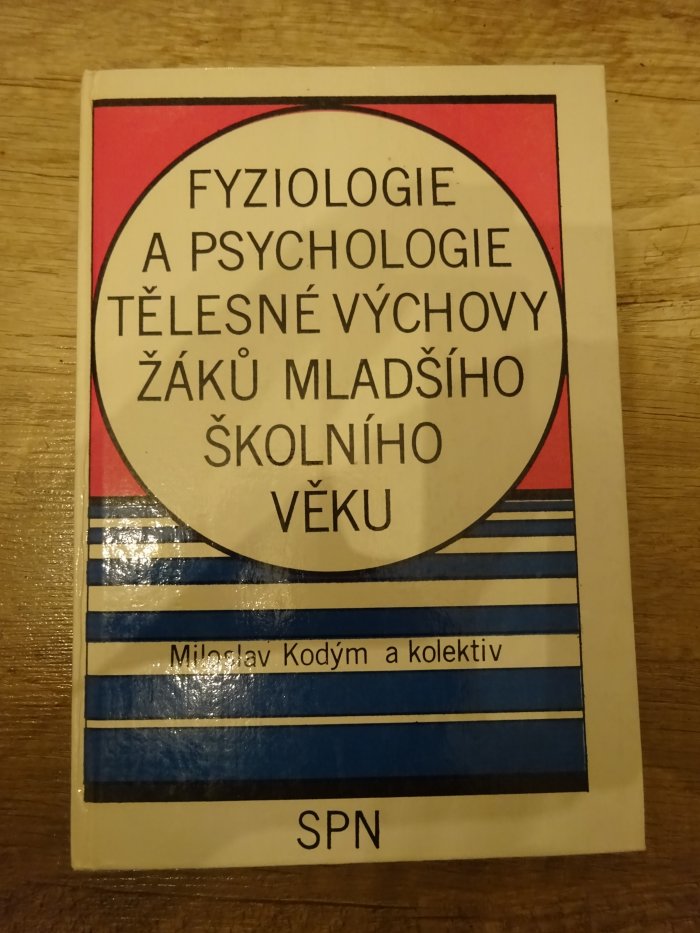 FYZIOLOGIE
A PSYCHOLOGIE
TĚLESNÉ VÝCHOVY
ŽÁKŮ MLADŠÍHO
ŠKOLNÍHO
VĚKU
Miloslav Kodým a kolektiv
SPN